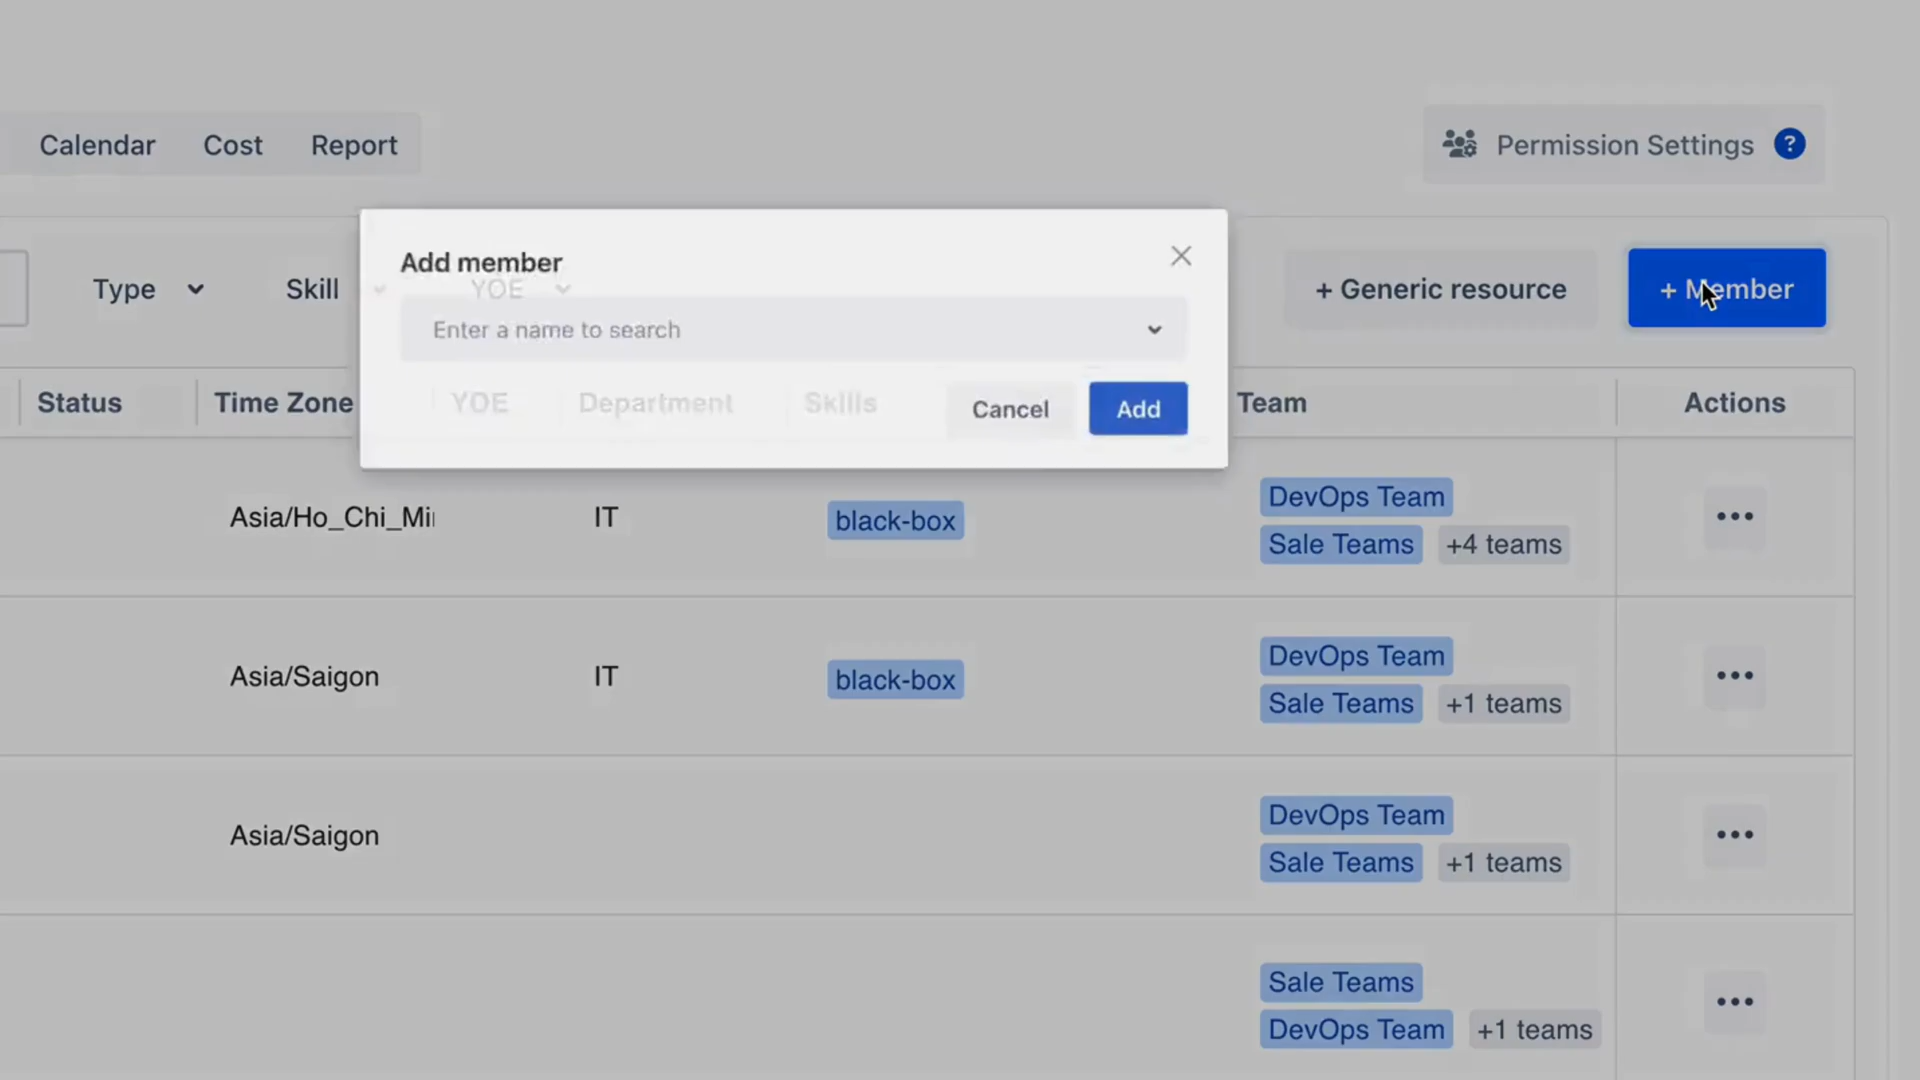 Calendar Cost Report
Permission Settings ?
Add member
Type Skill YOE
+ Generic resource
+ Member
Enter a name to search
Status Time Zone YOE Department Skills
Cancel Add
Team Actions
Asia/Ho_Chi_Mi IT black-box
DevOps Team
Sale Teams +4 teams
Asia/Saigon IT black-box
DevOps Team
Sale Teams +1 teams
Asia/Saigon
DevOps Team
Sale Teams +1 teams
Sale Teams
DevOps Team +1 teams